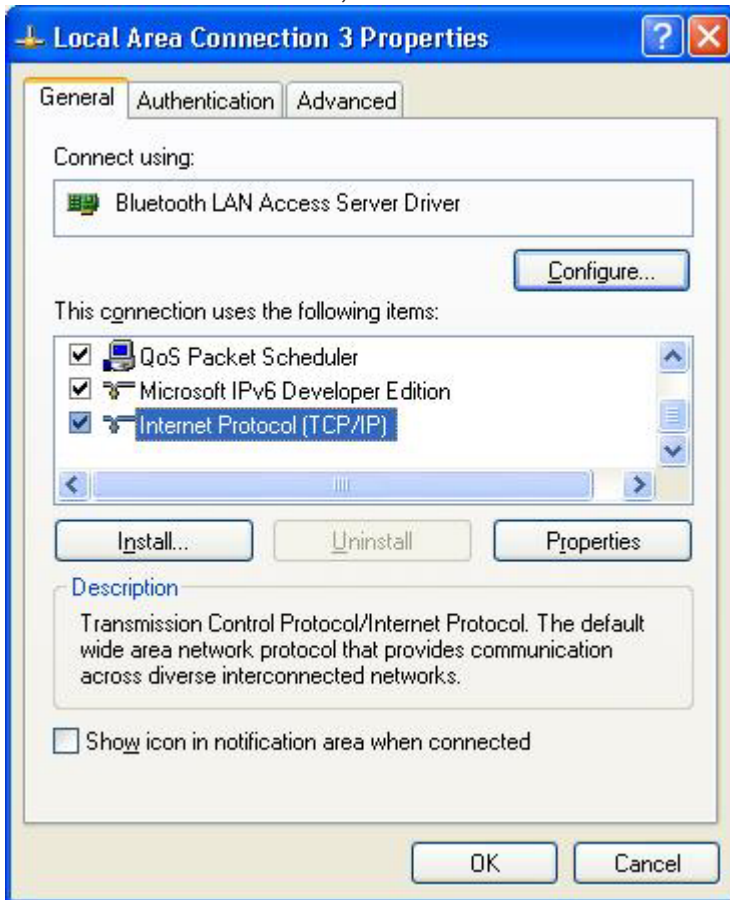 Local Area Connection 3 Properties
General Authentication Advanced
Connect using:
Bluetooth LAN Access Server Driver
Configure...
This connection uses the following items:
QoS Packet Scheduler
Microsoft IPv6 Developer Edition
Internet Protocol (TCP/IP)
Install... Uninstall Properties
Description
Transmission Control Protocol/Internet Protocol. The default
wide area network protocol that provides communication
across diverse interconnected networks.
Show icon in notification area when connected
OK Cancel